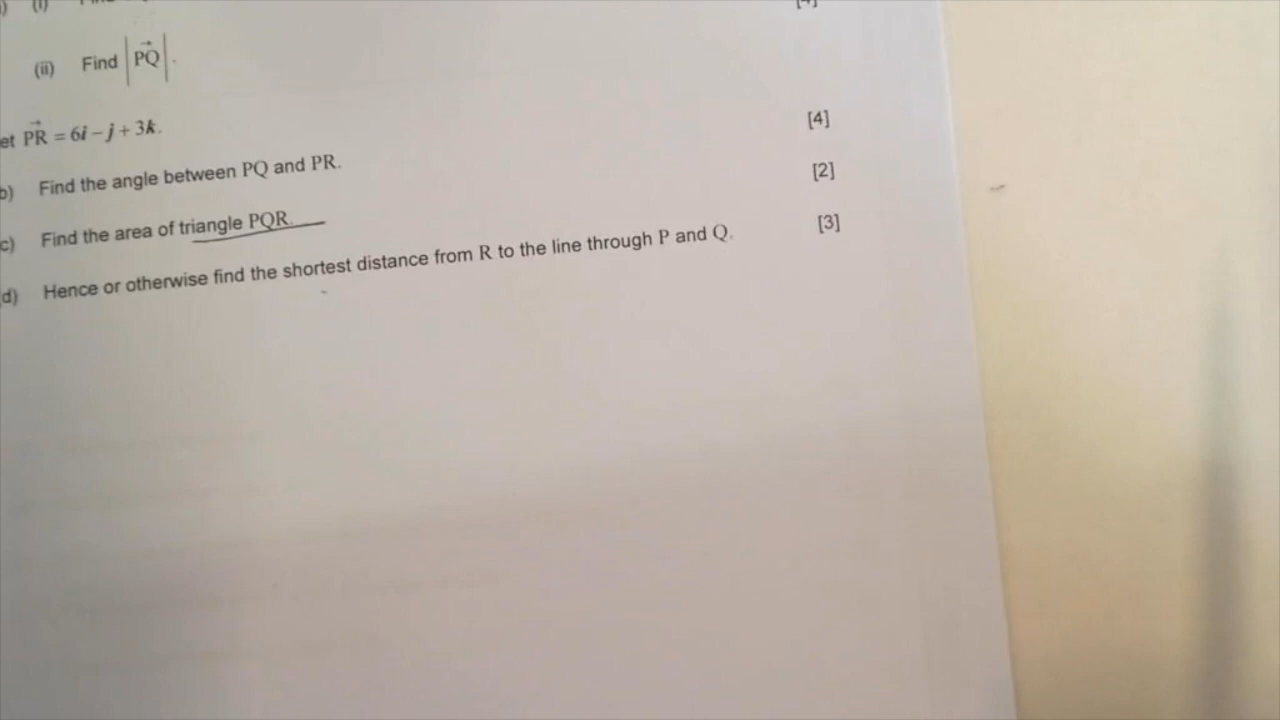 (i)
(ii) Find |PQ⃗|.
et PR⃗ = 6i – j + 3k.
b) Find the angle between PQ and PR. [4]
c) Find the area of triangle PQR. [2]
d) Hence or otherwise find the shortest distance from R to the line through P and Q. [3]